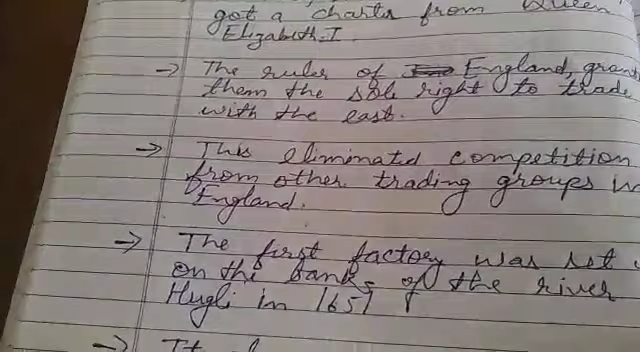 got a charter from Queen
Elizabeth-I
→ The ruler of England, grant
them the sole right to trade
with the east.
→ This eliminated competition
from other trading groups in
England.
→ The first factory was set
on the banks of the river
Hugli in 1651
→